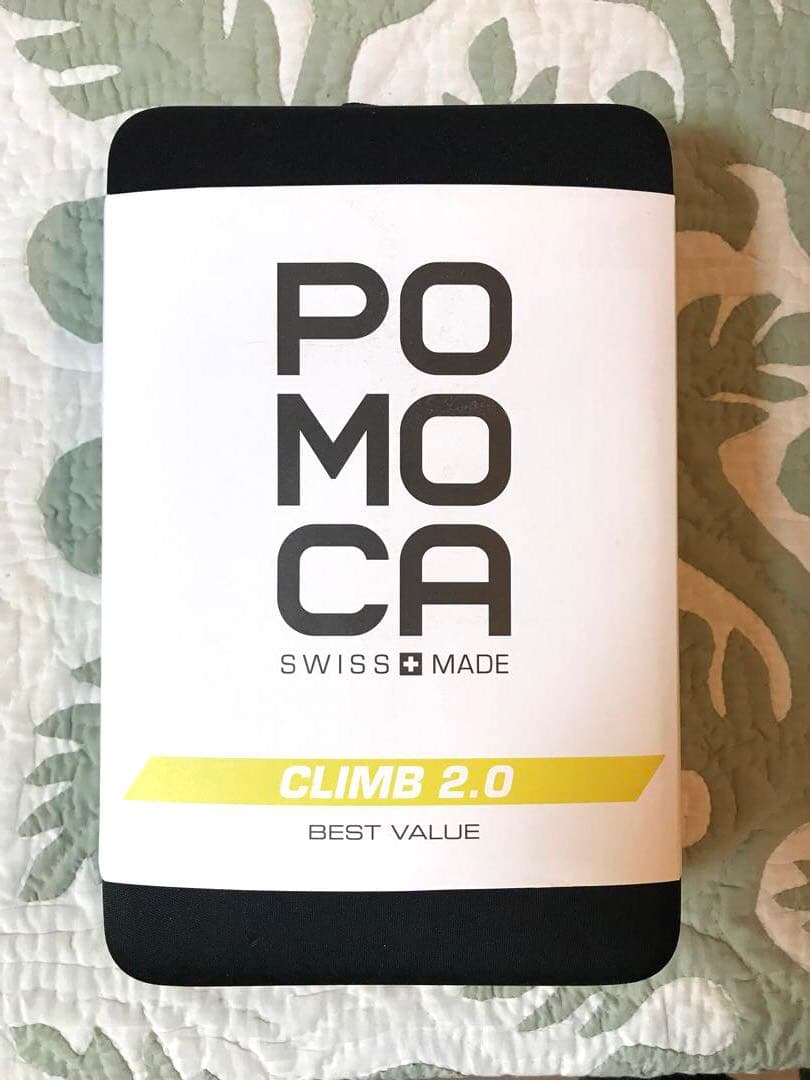 PO
MO
CA
SWISS MADE
CLIMB 2.0
BEST VALUE